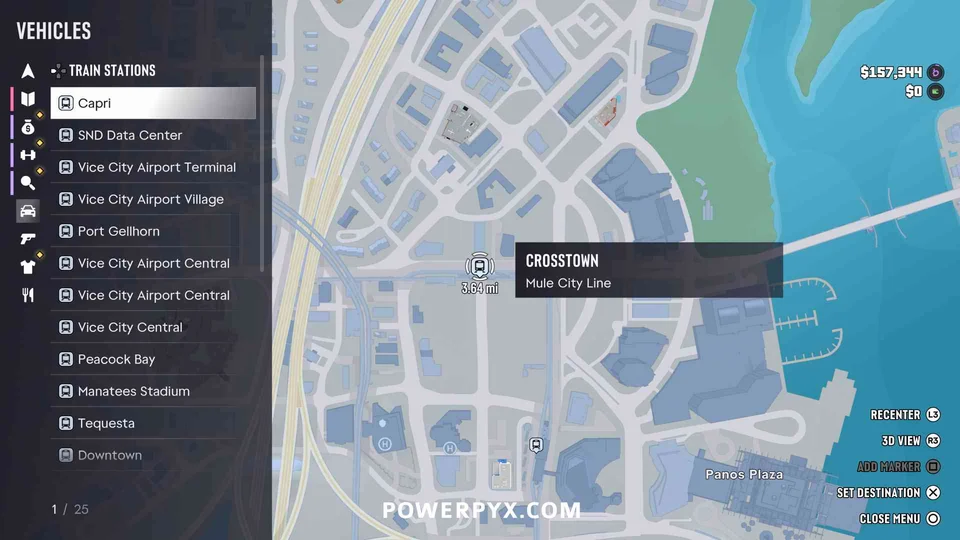 VEHICLES
TRAIN STATIONS
Capri
SND Data Center
Vice City Airport Terminal
Vice City Airport Village
Port Gellhorn
Vice City Airport Central
Vice City Airport Central
Vice City Central
Peacock Bay
Manatees Stadium
Tequesta
Downtown
1 / 25
$157,344
$0
CROSSTOWN
Mule City Line
3.64 mi
H
H
Panos Plaza
RECENTER L3
3D VIEW R3
ADD MARKER
SET DESTINATION
CLOSE MENU
POWERPYX.COM